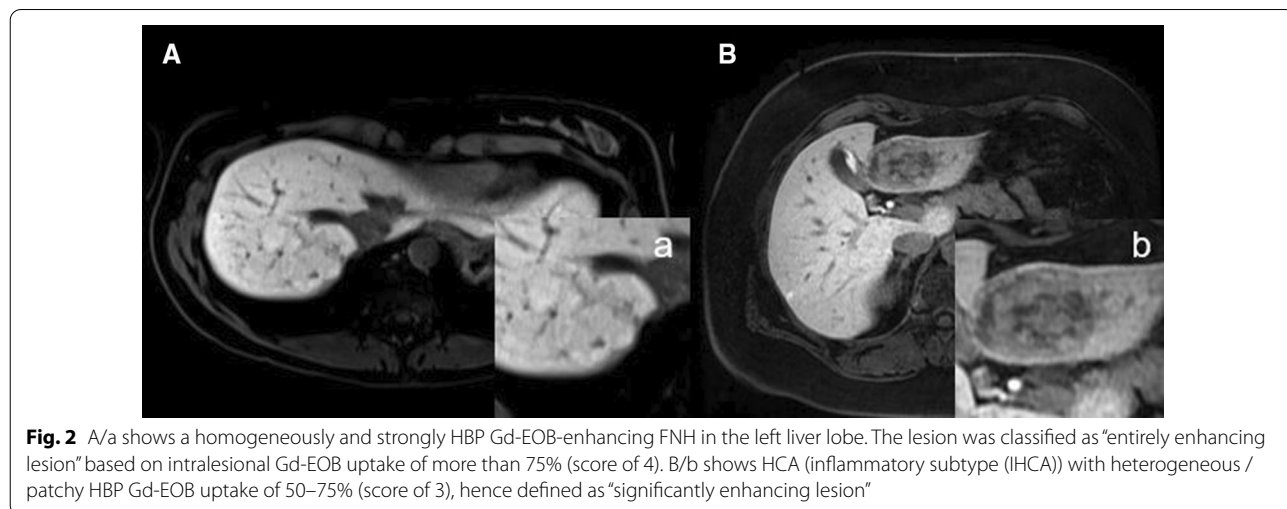 A
B
a
b
Fig. 2 A/a shows a homogeneously and strongly HBP Gd-EOB-enhancing FNH in the left liver lobe. The lesion was classified as “entirely enhancing
lesion” based on intralesional Gd-EOB uptake of more than 75% (score of 4). B/b shows HCA (inflammatory subtype (IHCA)) with heterogeneous /
patchy HBP Gd-EOB uptake of 50–75% (score of 3), hence defined as “significantly enhancing lesion”